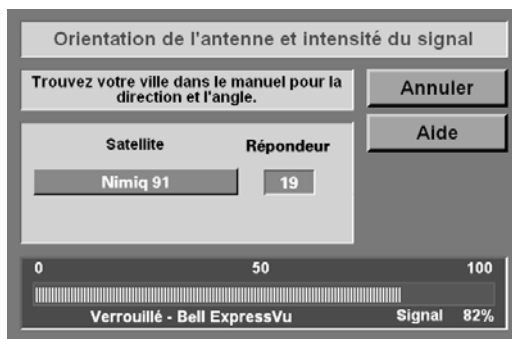 Orientation de l'antenne et intensité du signal
Trouvez votre ville dans le manuel pour la
direction et l'angle.
Annuler
Aide
Satellite Répondeur
Nimiq 91 19
0 50 100
Verrouillé - Bell ExpressVu Signal 82%